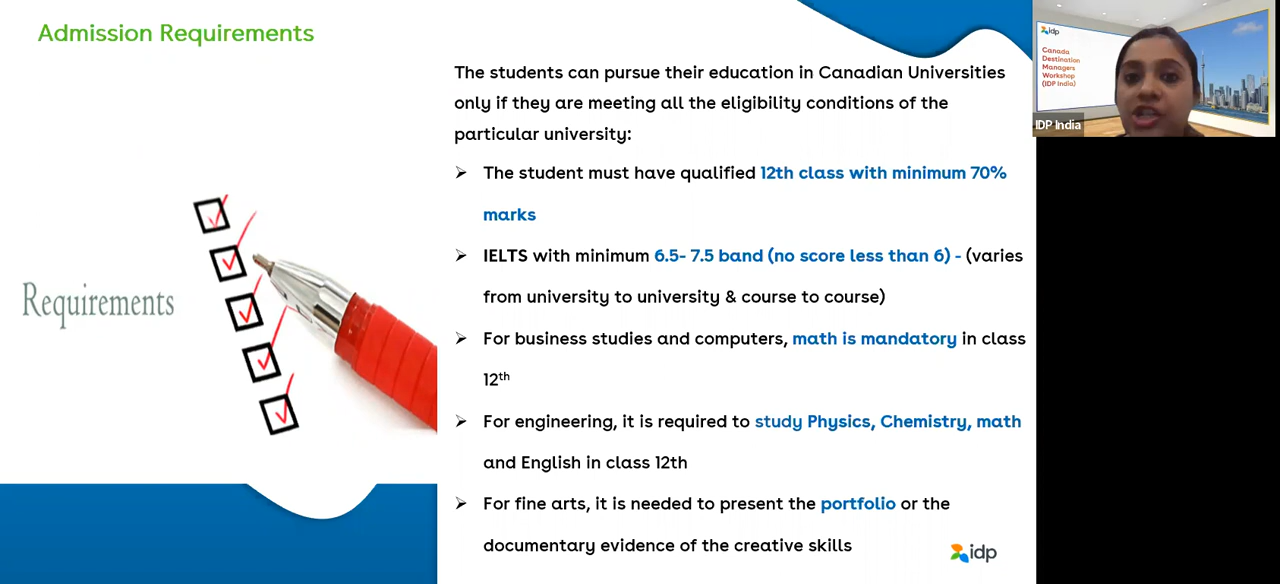 Admission Requirements
The students can pursue their education in Canadian Universities
only if they are meeting all the eligibility conditions of the
particular university:
➢ The student must have qualified 12th class with minimum 70%
marks
➢ IELTS with minimum 6.5- 7.5 band (no score less than 6) - (varies
from university to university & course to course)
➢ For business studies and computers, math is mandatory in class
12th
➢ For engineering, it is required to study Physics, Chemistry, math
and English in class 12th
➢ For fine arts, it is needed to present the portfolio or the
documentary evidence of the creative skills
Requirements
idp
idp
Canada
Destination
Managers
Workshop
(IDP India)
IDP India